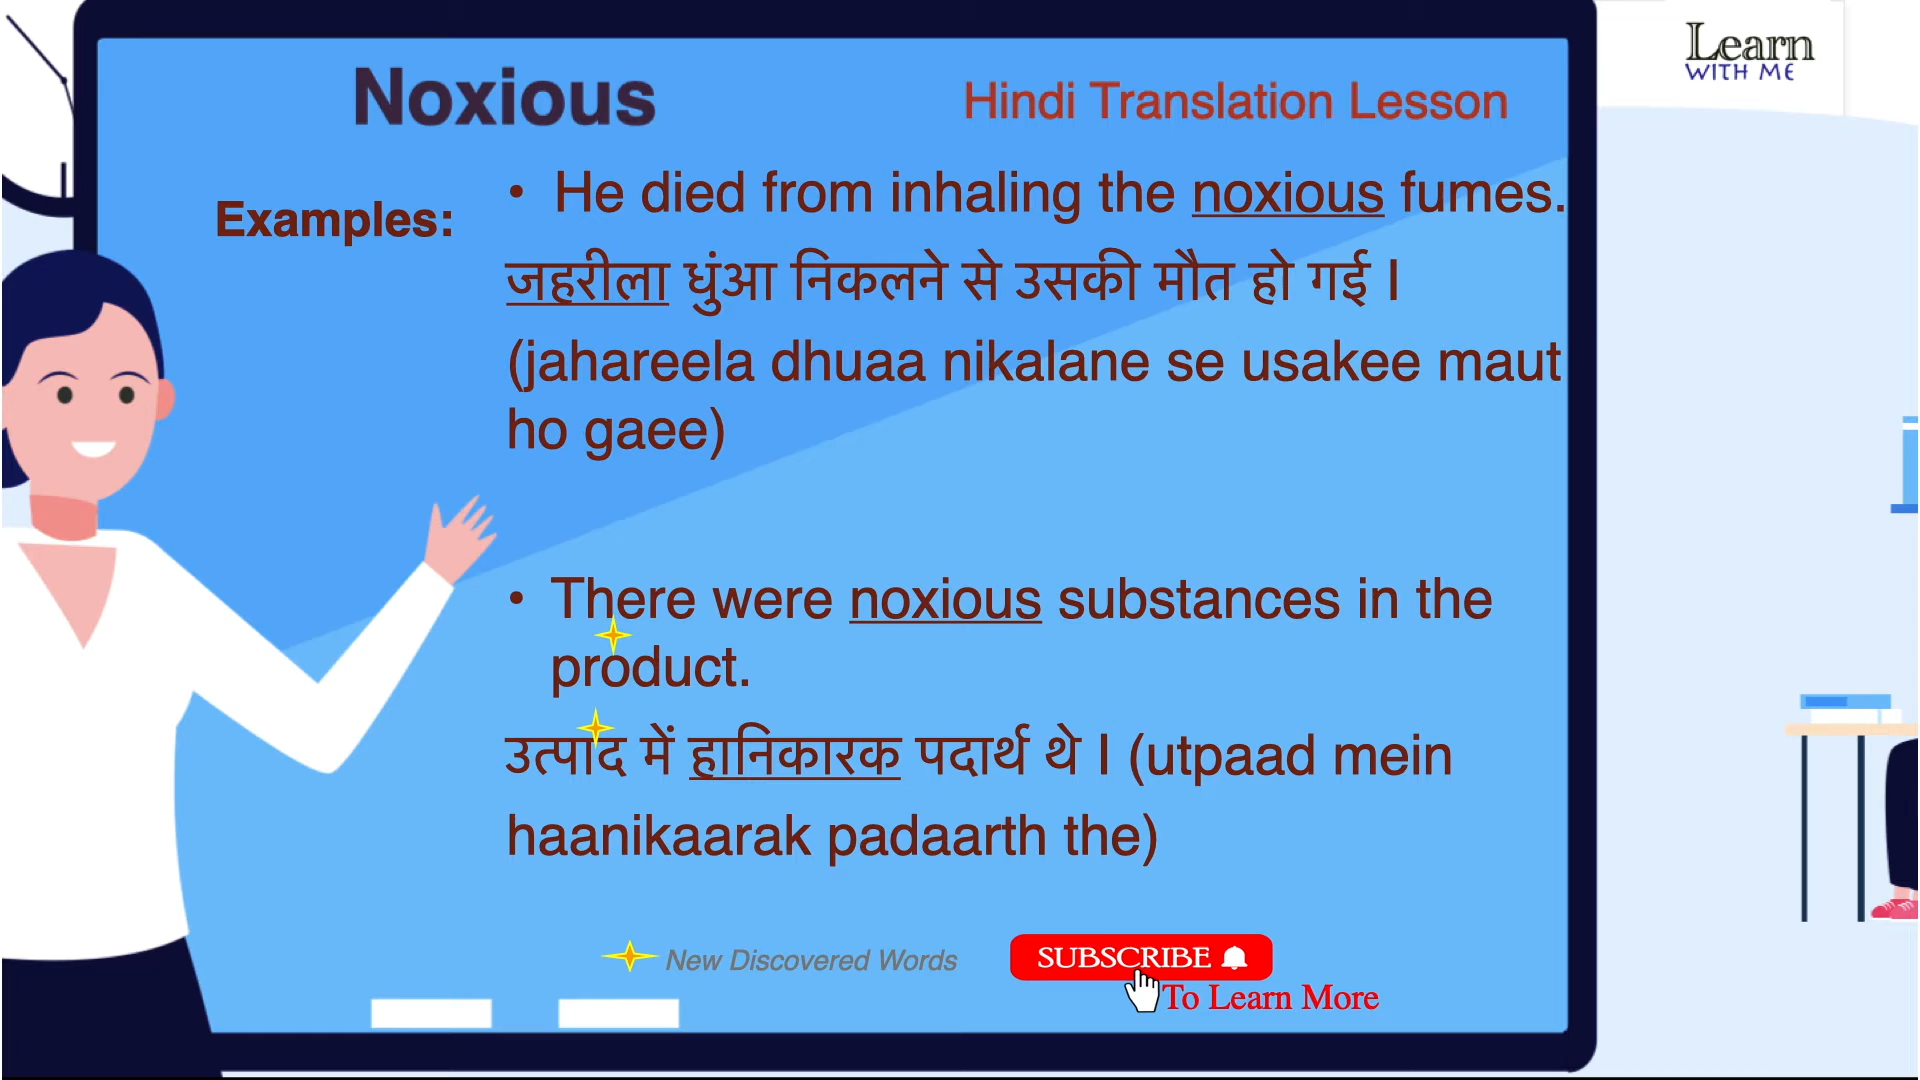 Learn
WITH ME
Noxious
Hindi Translation Lesson
Examples:
• He died from inhaling the noxious fumes.
जहरीला धुंआ निकलने से उसकी मौत हो गई I
(jahareela dhuaa nikalane se usakee maut
ho gaee)
• There were noxious substances in the
product.
उत्पाद में हानिकारक पदार्थ थे I (utpaad mein
haanikaarak padaarth the)
New Discovered Words
SUBSCRIBE
To Learn More